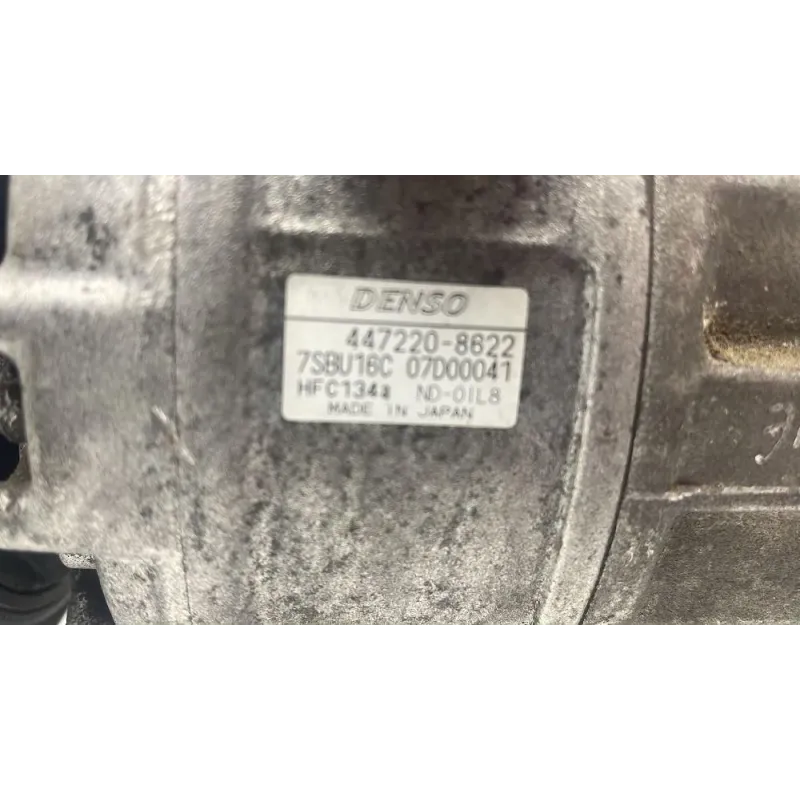 DENSO
447220-8622
7SBU16C 07D00041
HFC134a ND-OIL8
MADE IN JAPAN